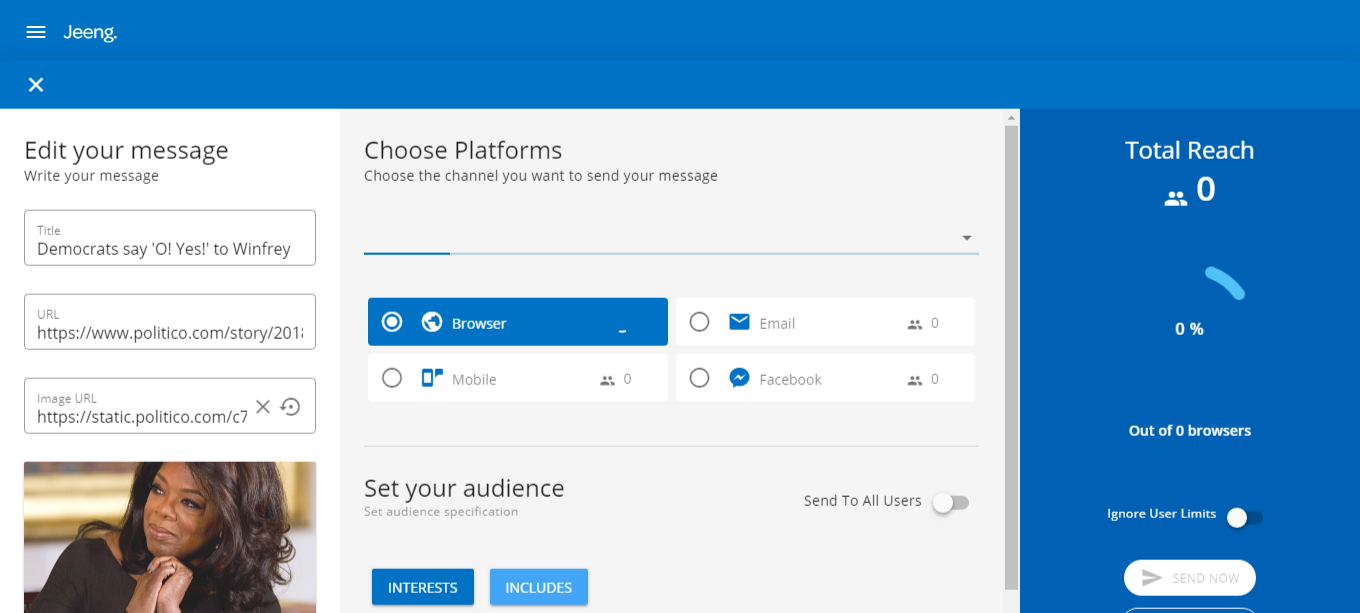 Jeeng.
Edit your message
Write your message
Title
Democrats say 'O! Yes!' to Winfrey
URL
https://www.politico.com/story/2018
Image URL
https://static.politico.com/c7
Choose Platforms
Choose the channel you want to send your message
Browser
Email 0
Mobile 0
Facebook 0
Set your audience
Set audience specification
Send To All Users
INTERESTS INCLUDES
Total Reach
0
0 %
Out of 0 browsers
Ignore User Limits
SEND NOW